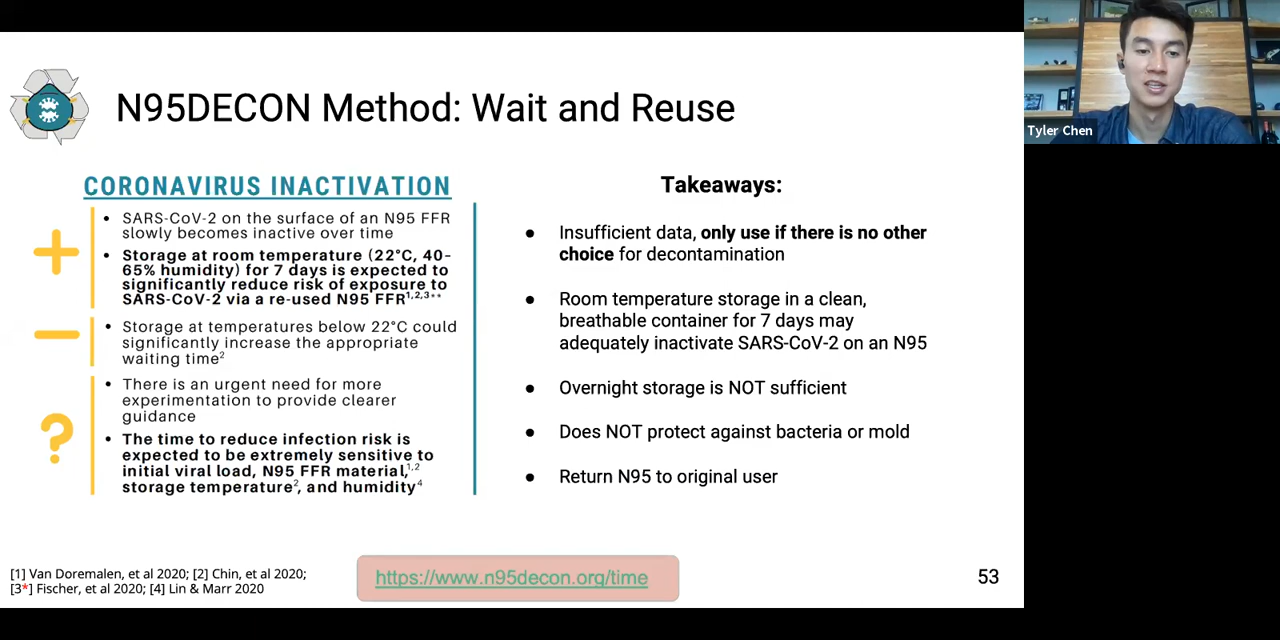 N95DECON Method: Wait and Reuse
Tyler Chen
CORONAVIRUS INACTIVATION
• SARS-CoV-2 on the surface of an N95 FFR
slowly becomes inactive over time
• Storage at room temperature (22°C, 40-
65% humidity) for 7 days is expected to
significantly reduce risk of exposure to
SARS-CoV-2 via a re-used N95 FFR1,2,3**
• Storage at temperatures below 22°C could
significantly increase the appropriate
waiting time2
?
• There is an urgent need for more
experimentation to provide clearer
guidance
• The time to reduce infection risk is
expected to be extremely sensitive to
initial viral load, N95 FFR material,1,2
storage temperature2, and humidity4
Takeaways:
● Insufficient data, only use if there is no other
choice for decontamination
● Room temperature storage in a clean,
breathable container for 7 days may
adequately inactivate SARS-CoV-2 on an N95
● Overnight storage is NOT sufficient
● Does NOT protect against bacteria or mold
● Return N95 to original user
[1] Van Doremalen, et al 2020; [2] Chin, et al 2020;
[3*] Fischer, et al 2020; [4] Lin & Marr 2020
https://www.n95decon.org/time
53